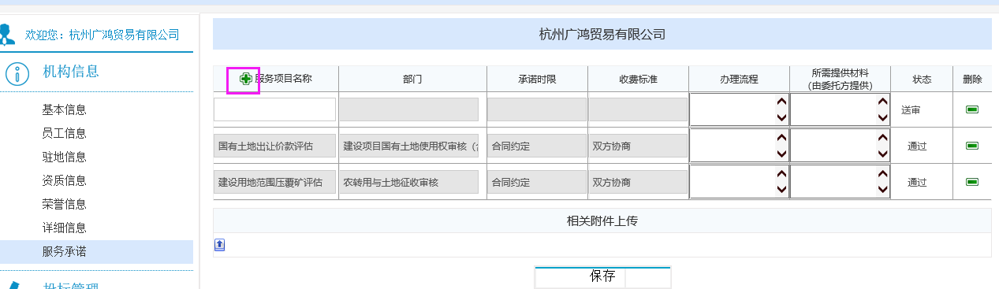 欢迎您：杭州广鸿贸易有限公司
机构信息
基本信息
员工信息
驻地信息
资质信息
荣誉信息
详细信息
服务承诺
投标管理
杭州广鸿贸易有限公司
服务项目名称 部门 承诺时限 收费标准 办理流程 所需提供材料 状态 删除
（由委托方提供）
送审
国有土地出让价款评估 建设项目国有土地使用权审核（ 合同约定 双方协商 通过
建设用地范围压覆矿评估 农转用与土地征收审核 合同约定 双方协商 通过
相关附件上传
保存